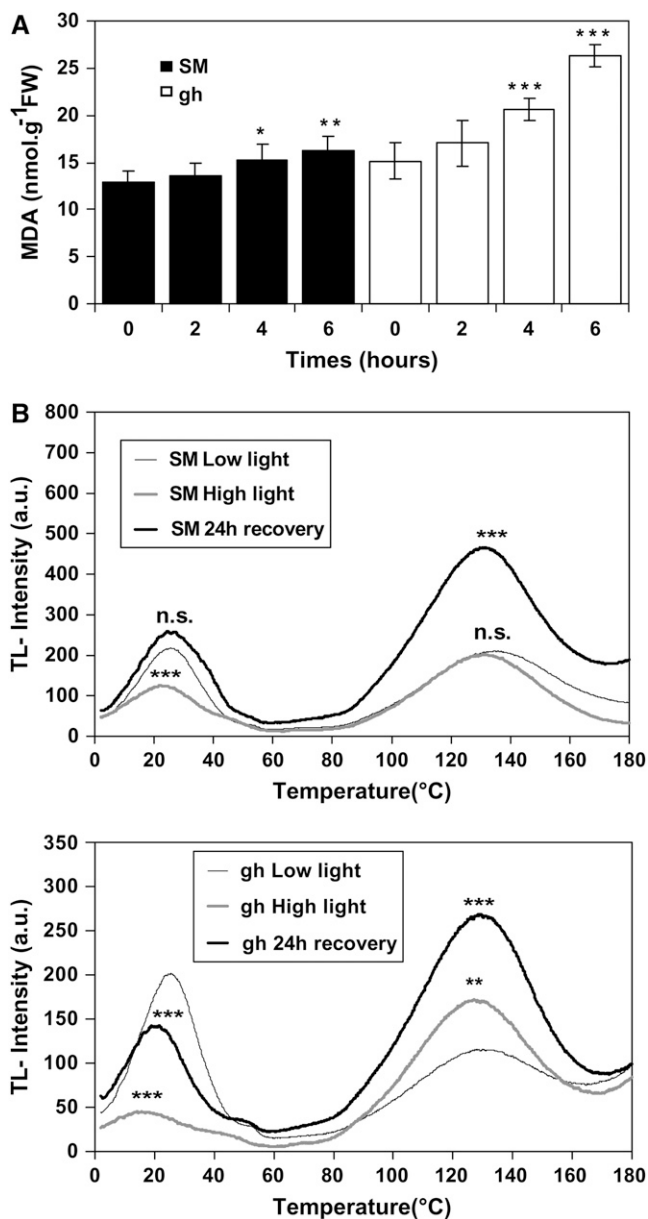 A
30
25
20
15
10
5
0
MDA (nmol.g-1FW)
SM
gh
* ** *** ***
0 2 4 6 0 2 4 6
Times (hours)
B
800
700
600
500
400
300
200
100
0
TL- Intensity (a.u.)
SM Low light
SM High light
SM 24h recovery
***
n.s. n.s.
***
0 20 40 60 80 100 120 140 160 180
Temperature(°C)
350
300
250
200
150
100
50
0
TL- Intensity (a.u.)
gh Low light
gh High light
gh 24h recovery
***
**
***
***
0 20 40 60 80 100 120 140 160 180
Temperature(°C)